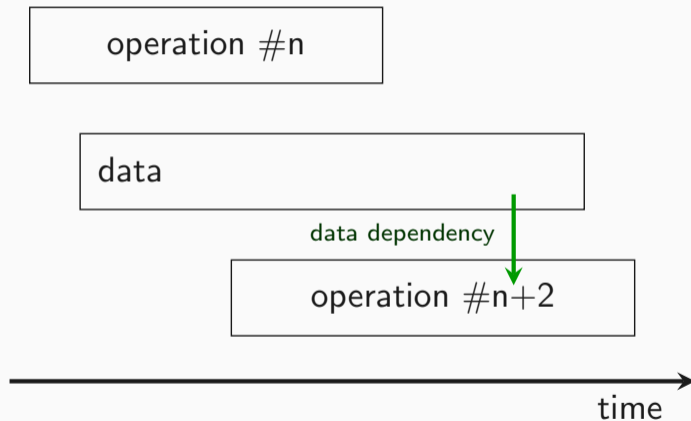 operation #n
data
data dependency
operation #n+2
time